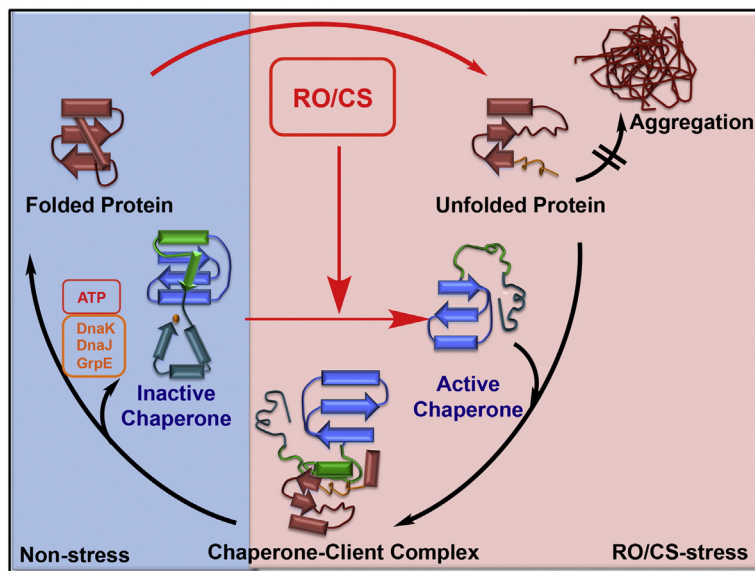 RO/CS
Aggregation
Folded Protein
Unfolded Protein
ATP
DnaK
DnaJ
GrpE
Inactive
Chaperone
Active
Chaperone
Non-stress
Chaperone-Client Complex
RO/CS-stress